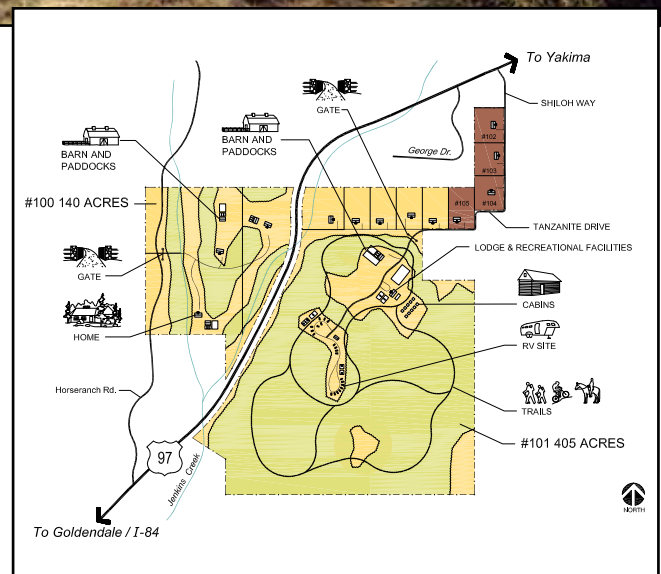 To Yakima
SHILOH WAY
GATE
BARN AND
PADDOCKS
BARN AND
PADDOCKS
George Dr.
#102
#103
#104
#105
#100 140 ACRES
TANZANITE DRIVE
LODGE & RECREATIONAL FACILITIES
GATE
CABINS
HOME
RV SITE
Horseranch Rd.
TRAILS
#101 405 ACRES
97
Jenkins Creek
NORTH
To Goldendale / I-84